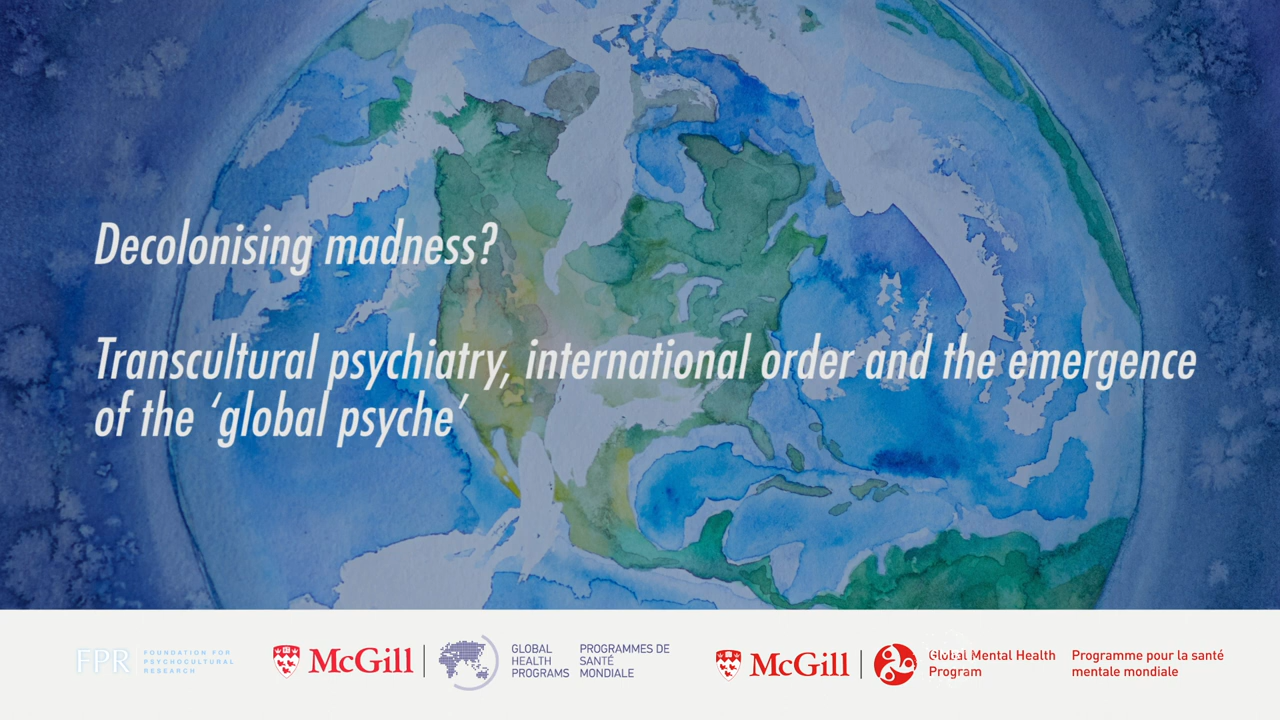 Decolonising madness?
Transcultural psychiatry, international order and the emergence
of the ‘global psyche’
FPR
FOUNDATION FOR
PSYCHOCULTURAL
RESEARCH
McGill
GLOBAL
HEALTH
PROGRAMS
PROGRAMMES DE
SANTÉ
MONDIALE
McGill
Global Mental Health
Program
Programme pour la santé
mentale mondiale